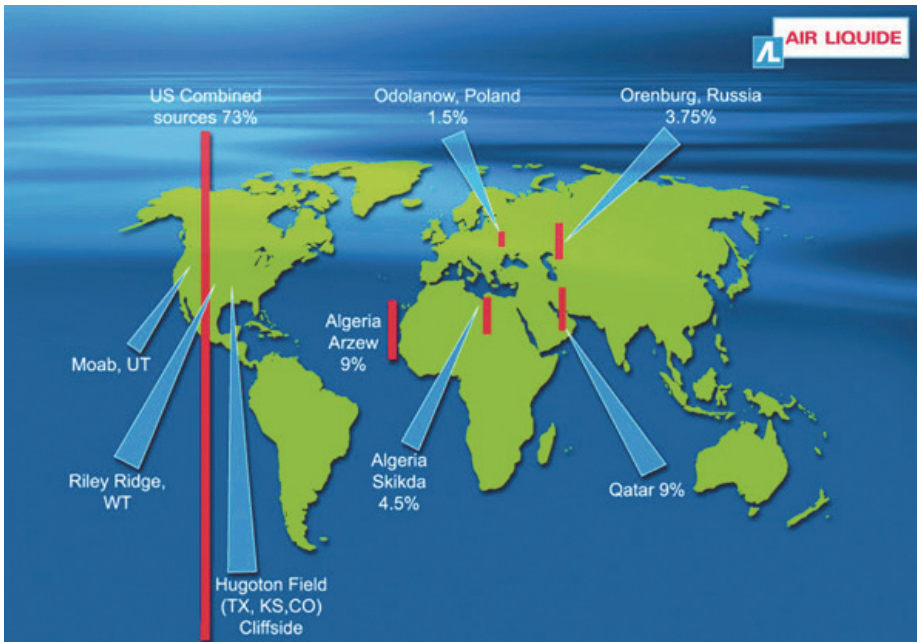 AIR LIQUIDE
US Combined
sources 73%
Odolanow, Poland
1.5%
Orenburg, Russia
3.75%
Moab, UT
Algeria
Arzew
9%
Riley Ridge,
WT
Algeria
Skikda
4.5%
Qatar 9%
Hugoton Field
(TX, KS,CO)
Cliffside